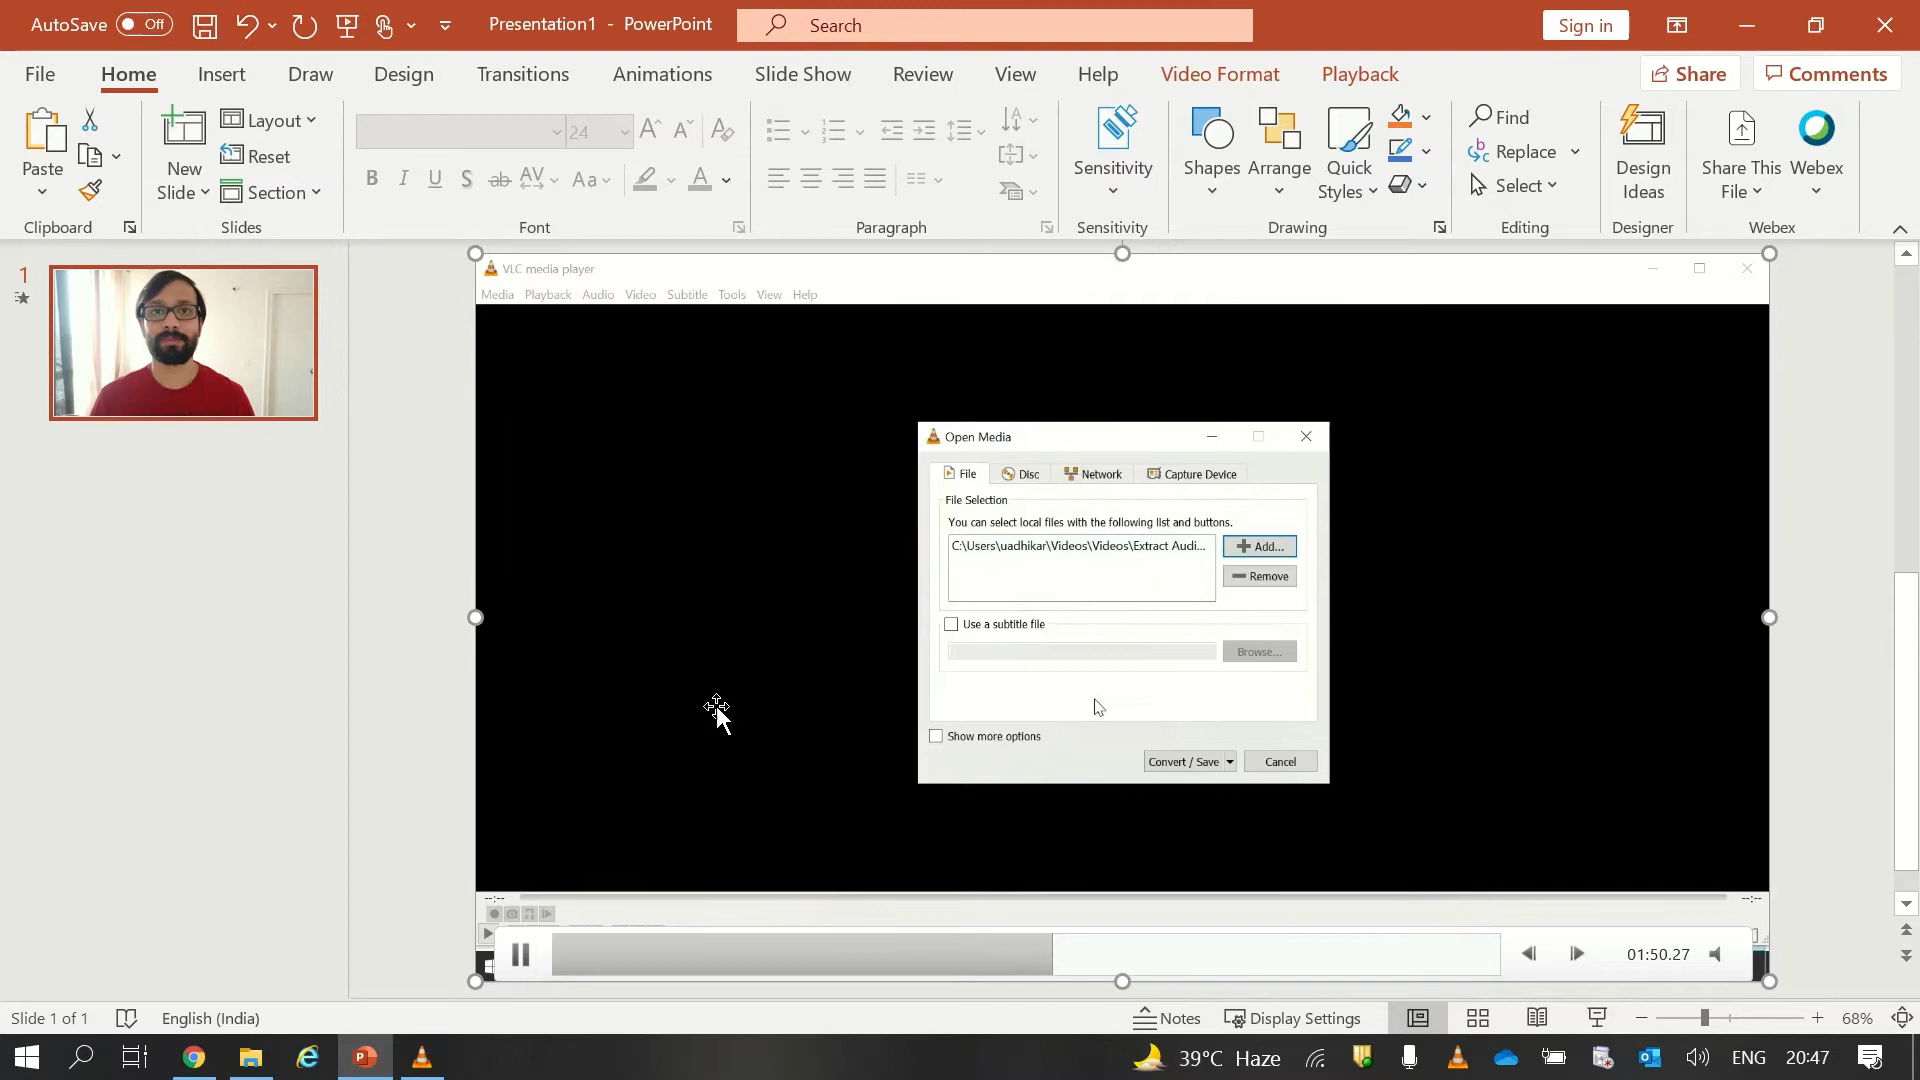 AutoSave Off Presentation1 - PowerPoint Search Sign in
File Home Insert Draw Design Transitions Animations Slide Show Review View Help Video Format Playback Share Comments
Paste
New Slide
Layout
Reset
Section
24
Sensitivity
Shapes
Arrange
Quick Styles
Find
Replace
Select
Design Ideas
Share This File
Webex
Clipboard Slides Font Paragraph Sensitivity Drawing Editing Designer Webex
1
VLC media player
Media Playback Audio Video Subtitle Tools View Help
Open Media
File Disc Network Capture Device
File Selection
You can select local files with the following list and buttons.
C:\Users\uadhikar\Videos\Videos\Extract Audi... Add...
Remove
Use a subtitle file
Browse...
Show more options
Convert / Save Cancel
--:-- --:--
01:50.27
Slide 1 of 1 English (India) Notes Display Settings 68%
39°C Haze ENG 20:47